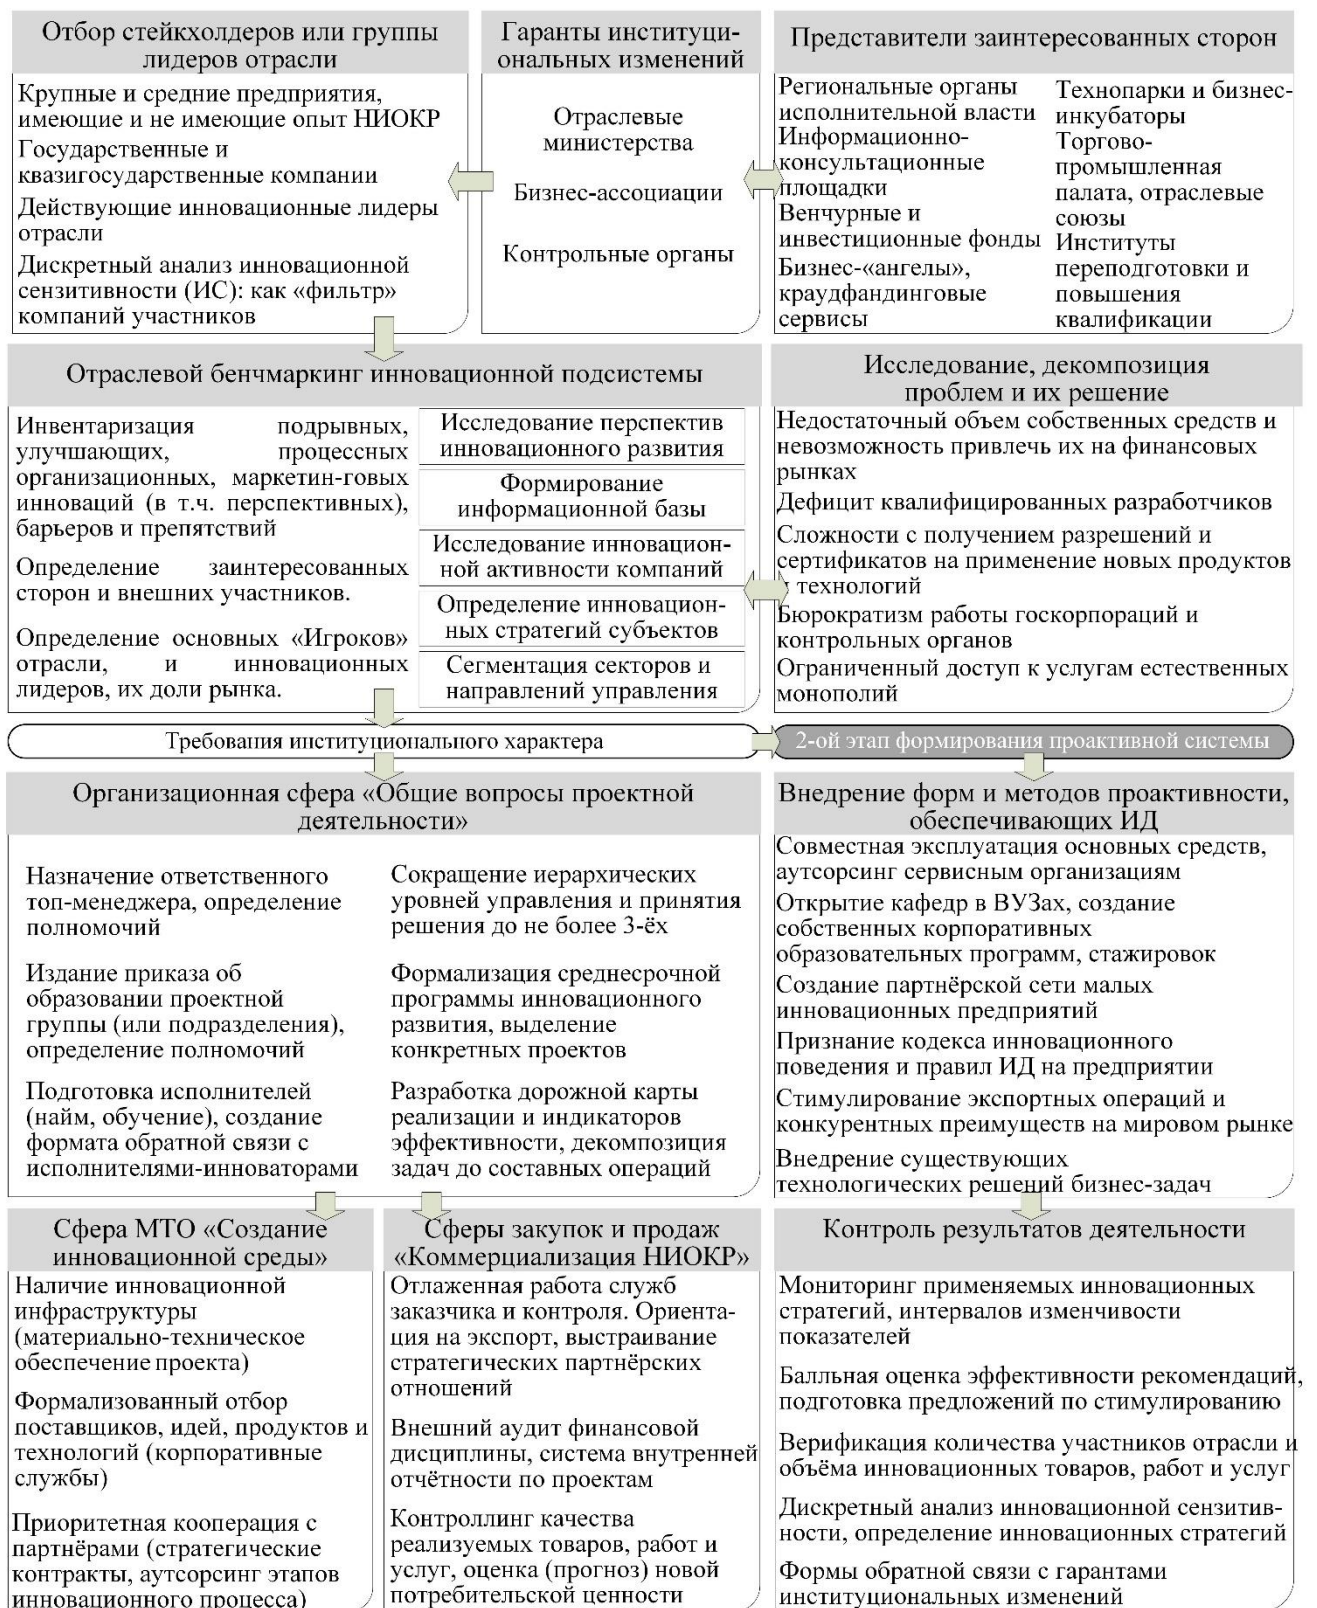 Отбор стейкхолдеров или группы
лидеров отрасли
Крупные и средние предприятия,
имеющие и не имеющие опыт НИОКР
Государственные и
квазигосударственные компании
Действующие инновационные лидеры
отрасли
Дискретный анализ инновационной
сензитивности (ИС): как «фильтр»
компаний участников
Гаранты институци-
ональных изменений
Отраслевые
министерства
Бизнес-ассоциации
Контрольные органы
Представители заинтересованных сторон
Региональные органы
исполнительной власти
Информационно-
консультационные
площадки
Венчурные и
инвестиционные фонды
Бизнес-«ангелы»,
краудфандинговые
сервисы
Технопарки и бизнес-
инкубаторы
Торгово-
промышленная
палата, отраслевые
союзы
Институты
переподготовки и
повышения
квалификации
Отраслевой бенчмаркинг инновационной подсистемы
Инвентаризация подрывных,
улучшающих, процессных
организационных, маркетин-говых
инноваций (в т.ч. перспективных),
барьеров и препятствий
Определение заинтересованных
сторон и внешних участников.
Определение основных «Игроков»
отрасли, и инновационных
лидеров, их доли рынка.
Исследование перспектив
инновационного развития
Формирование
информационной базы
Исследование инновацион-
ной активности компаний
Определение инновацион-
ных стратегий субъектов
Сегментация секторов и
направлений управления
Исследование, декомпозиция
проблем и их решение
Недостаточный объем собственных средств и
невозможность привлечь их на финансовых
рынках
Дефицит квалифицированных разработчиков
Сложности с получением разрешений и
сертификатов на применение новых продуктов
и технологий
Бюрократизм работы госкорпораций и
контрольных органов
Ограниченный доступ к услугам естественных
монополий
Требования институционального характера
2-ой этап формирования проактивной системы
Организационная сфера «Общие вопросы проектной
деятельности»
Назначение ответственного
топ-менеджера, определение
полномочий
Издание приказа об
образовании проектной
группы (или подразделения),
определение полномочий
Подготовка исполнителей
(найм, обучение), создание
формата обратной связи с
исполнителями-инноваторами
Сокращение иерархических
уровней управления и принятия
решения до не более 3-ёх
Формализация среднесрочной
программы инновационного
развития, выделение
конкретных проектов
Разработка дорожной карты
реализации и индикаторов
эффективности, декомпозиция
задач до составных операций
Внедрение форм и методов проактивности,
обеспечивающих ИД
Совместная эксплуатация основных средств,
аутсорсинг сервисным организациям
Открытие кафедр в ВУЗах, создание
собственных корпоративных
образовательных программ, стажировок
Создание партнёрской сети малых
инновационных предприятий
Признание кодекса инновационного
поведения и правил ИД на предприятии
Стимулирование экспортных операций и
конкурентных преимуществ на мировом рынке
Внедрение существующих
технологических решений бизнес-задач
Сфера МТО «Создание
инновационной среды»
Наличие инновационной
инфраструктуры
(материально-техническое
обеспечение проекта)
Формализованный отбор
поставщиков, идей, продуктов и
технологий (корпоративные
службы)
Приоритетная кооперация с
партнёрами (стратегические
контракты, аутсорсинг этапов
инновационного процесса)
Сферы закупок и продаж
«Коммерциализация НИОКР»
Отлаженная работа служб
заказчика и контроля. Ориента-
ция на экспорт, выстраивание
стратегических партнёрских
отношений
Внешний аудит финансовой
дисциплины, система внутренней
отчётности по проектам
Контроллинг качества
реализуемых товаров, работ и
услуг, оценка (прогноз) новой
потребительской ценности
Контроль результатов деятельности
Мониторинг применяемых инновационных
стратегий, интервалов изменчивости
показателей
Балльная оценка эффективности рекомендаций,
подготовка предложений по стимулированию
Верификация количества участников отрасли и
объёма инновационных товаров, работ и услуг
Дискретный анализ инновационной сензитив-
ности, определение инновационных стратегий
Формы обратной связи с гарантами
институциональных изменений